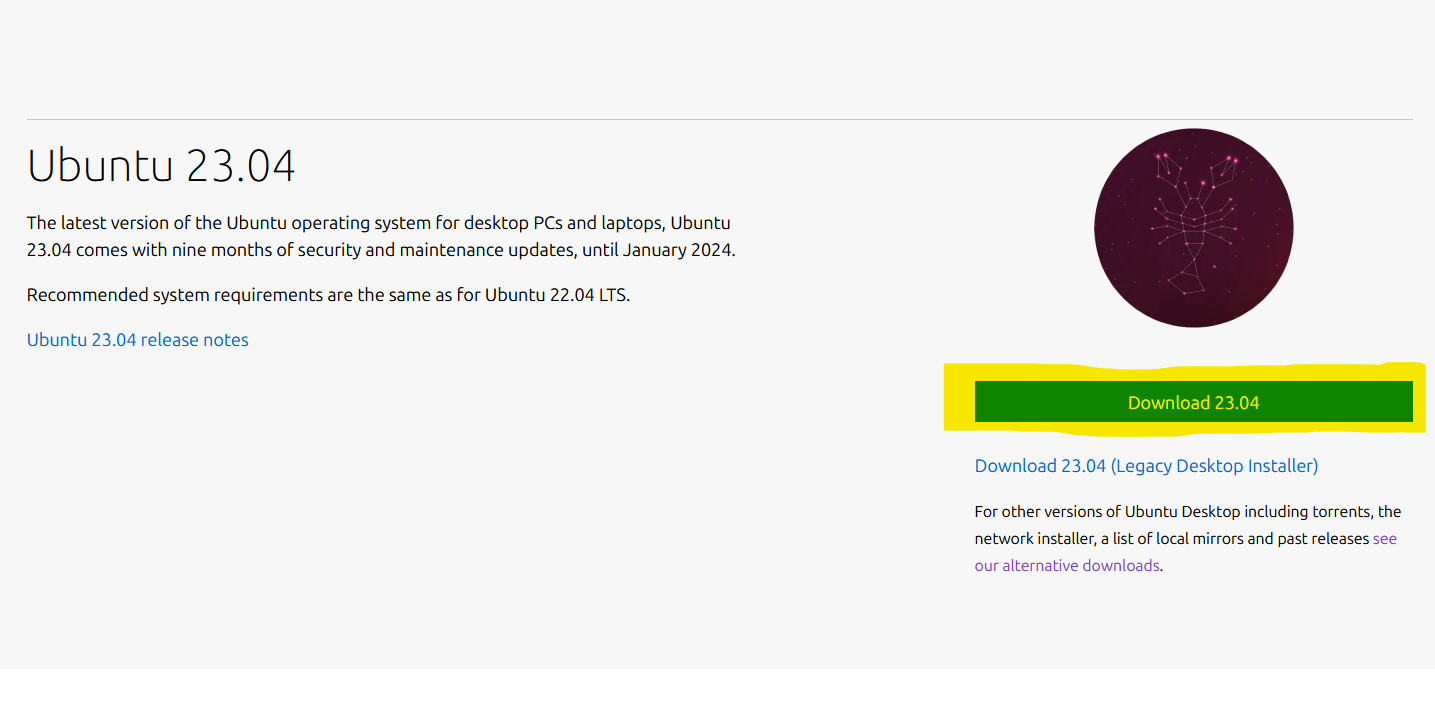 Ubuntu 23.04
The latest version of the Ubuntu operating system for desktop PCs and laptops, Ubuntu
23.04 comes with nine months of security and maintenance updates, until January 2024.
Recommended system requirements are the same as for Ubuntu 22.04 LTS.
Ubuntu 23.04 release notes
Download 23.04
Download 23.04 (Legacy Desktop Installer)
For other versions of Ubuntu Desktop including torrents, the
network installer, a list of local mirrors and past releases see
our alternative downloads.